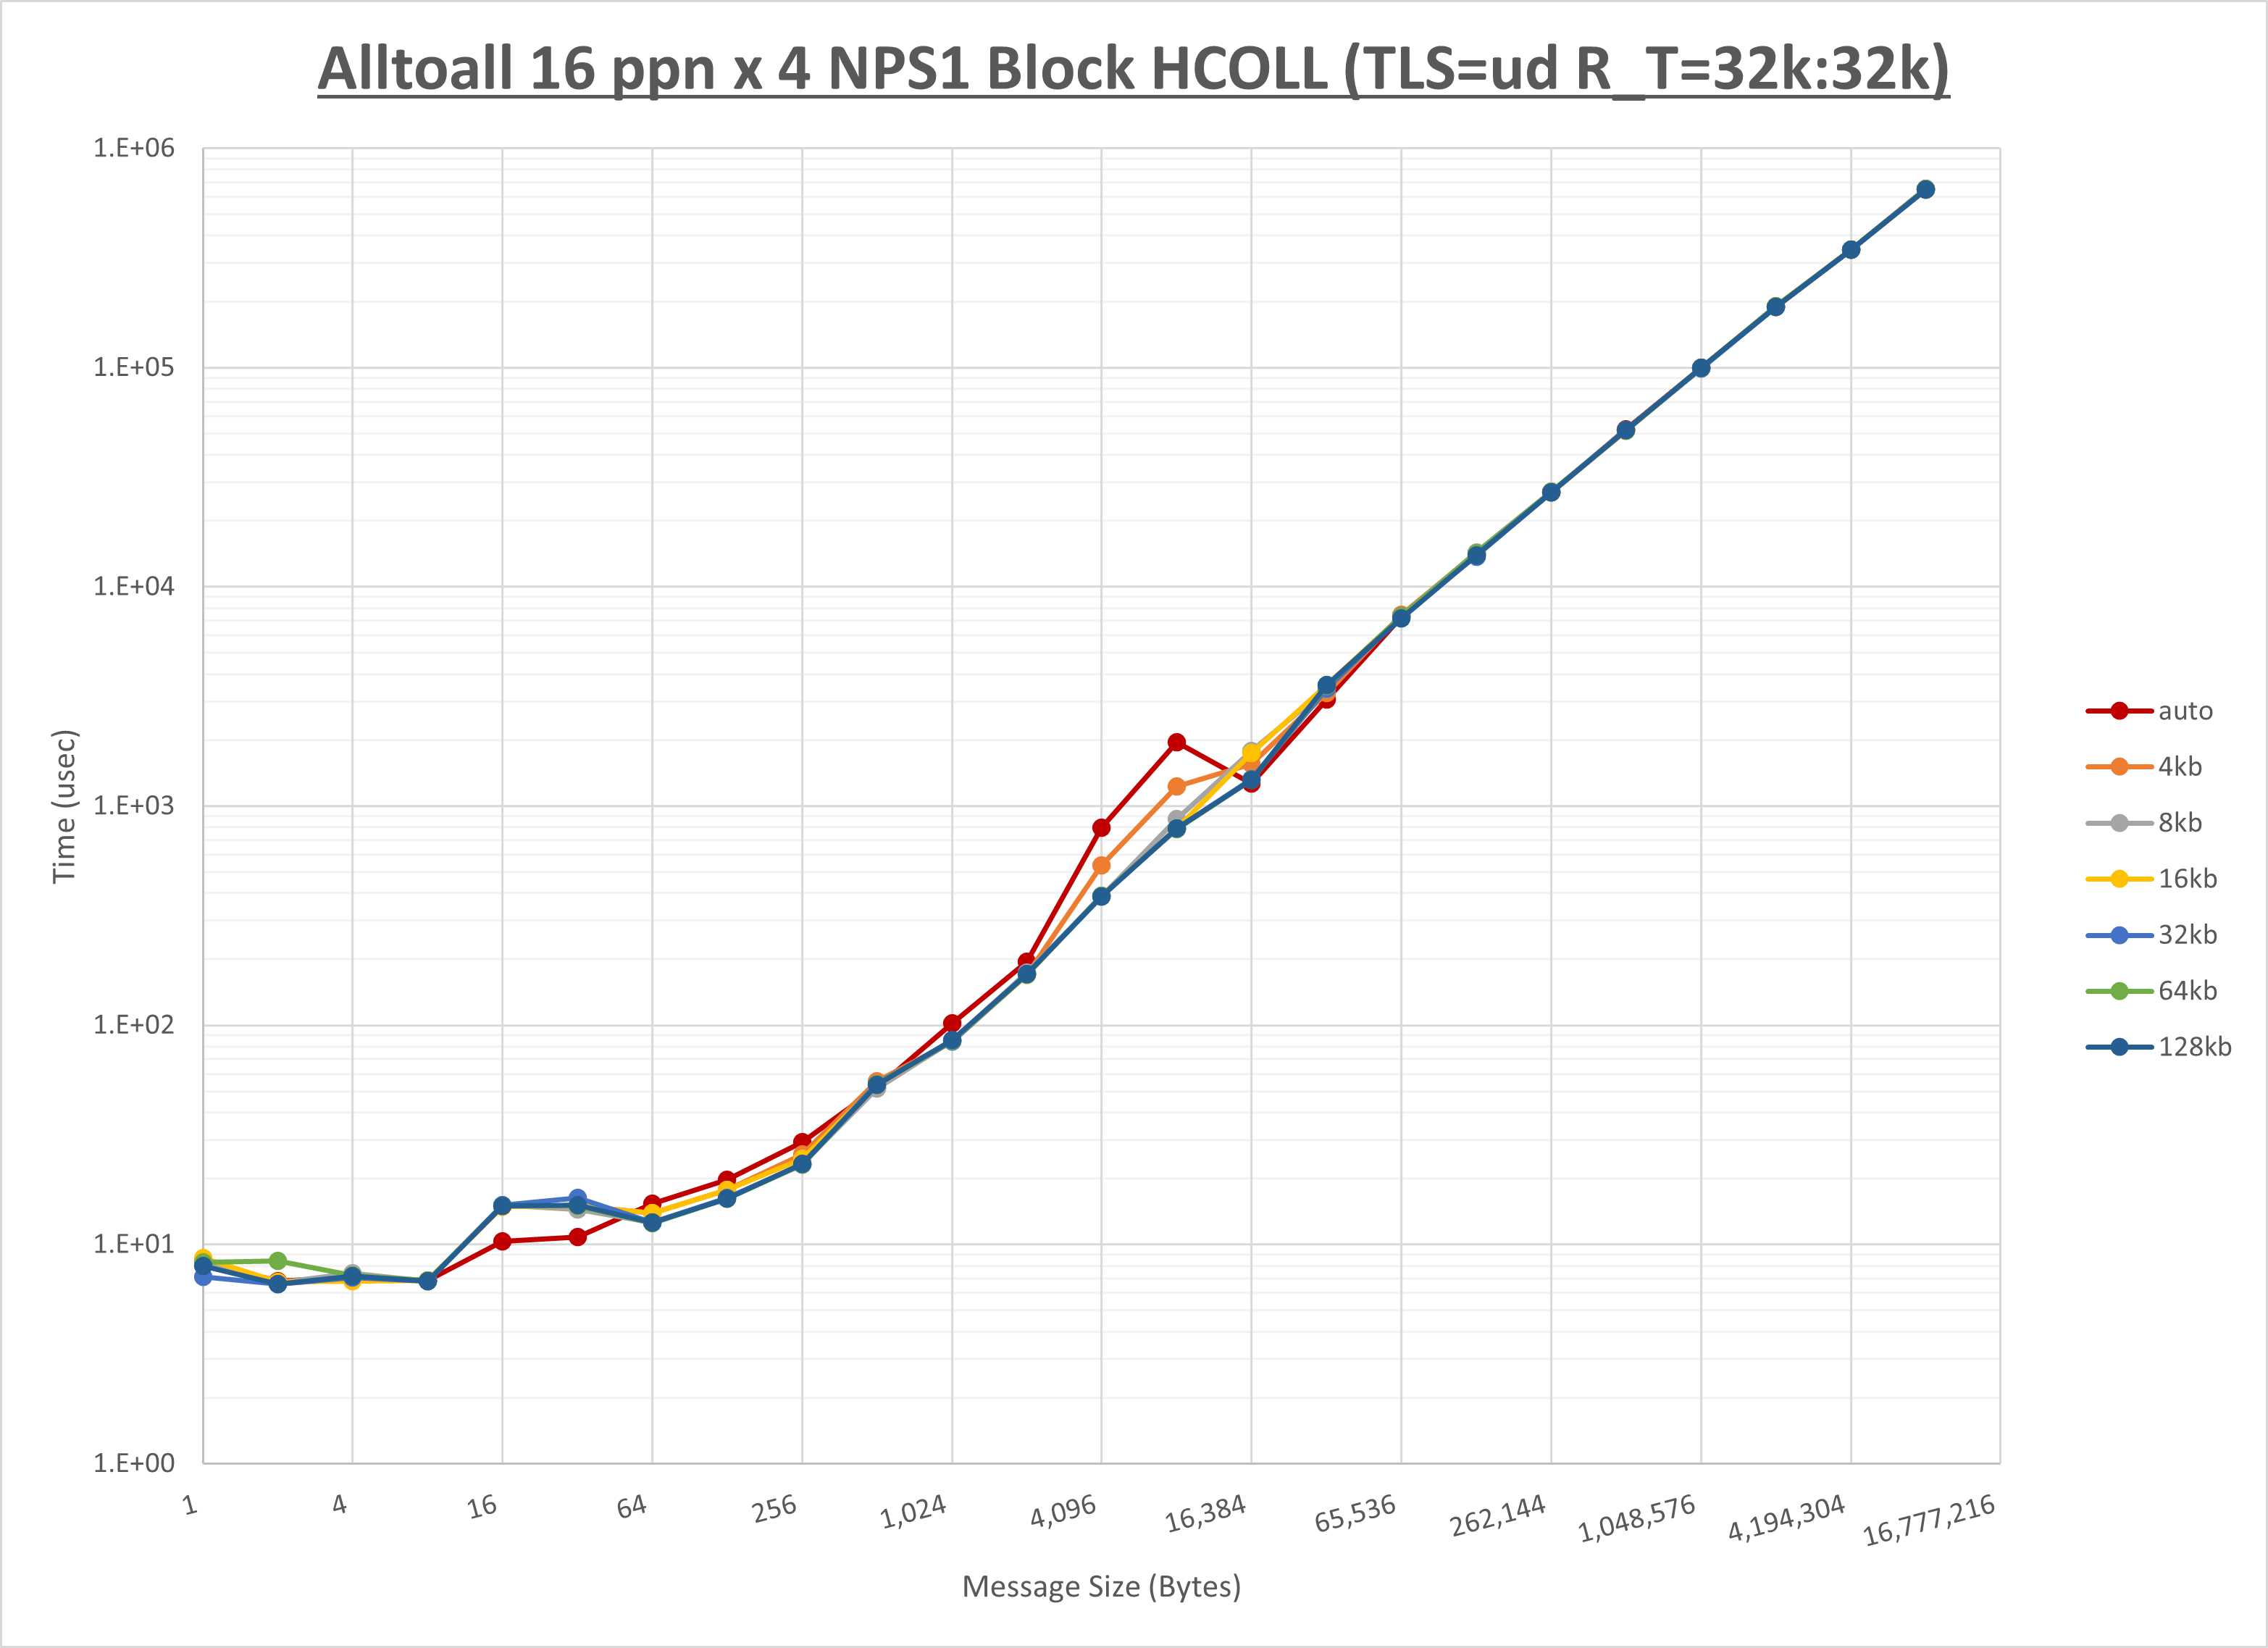 Alltoall 16 ppn x 4 NPS1 Block HCOLL (TLS=ud R_T=32k:32k)
1.E+06
1.E+05
1.E+04
1.E+03
1.E+02
1.E+01
1.E+00
Time (usec)
1
4
16
64
256
1,024
4,096
16,384
65,536
262,144
1,048,576
4,194,304
16,777,216
Message Size (Bytes)
auto
4kb
8kb
16kb
32kb
64kb
128kb